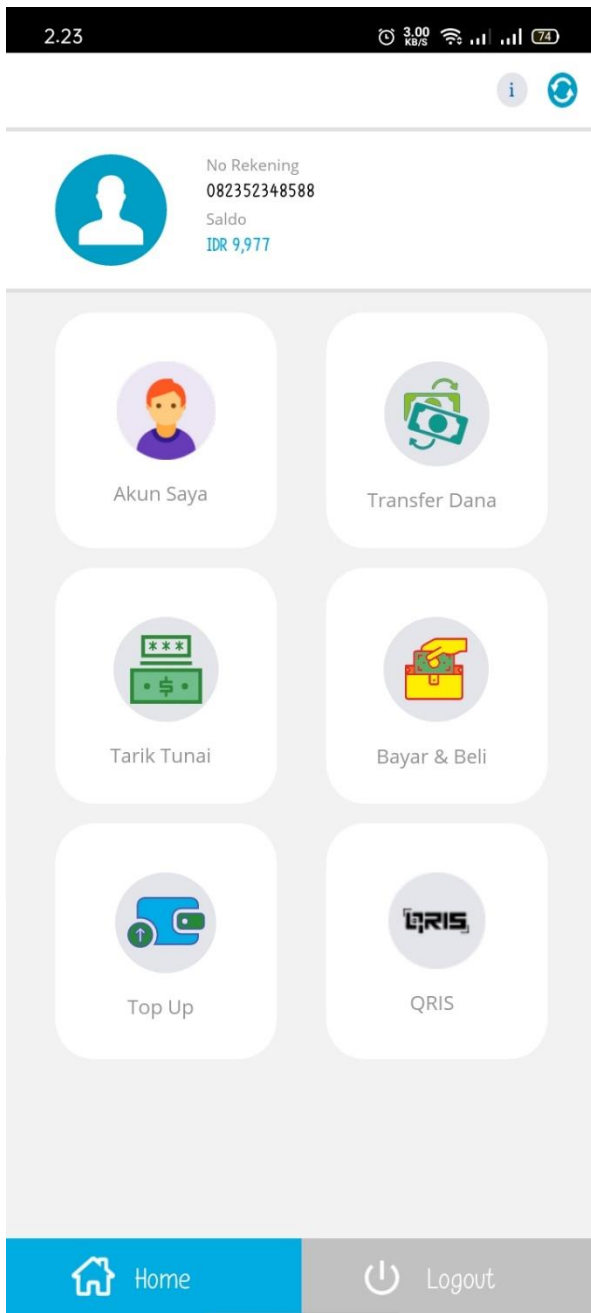 2.23
3.00
KB/S
74
i
No Rekening
082352348588
Saldo
IDR 9,977
Akun Saya
Transfer Dana
***
$
Tarik Tunai
Bayar & Beli
QRIS
Top Up
QRIS
Home
Logout